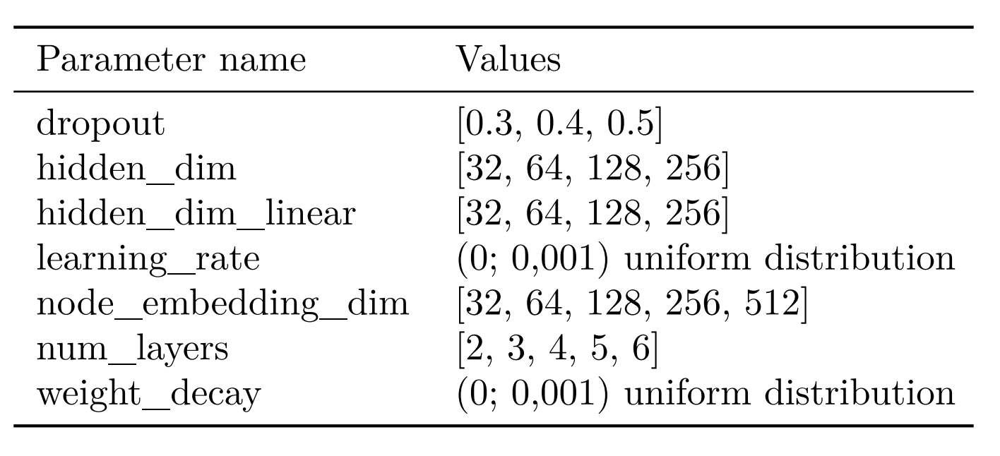 Parameter name Values
dropout [0.3, 0.4, 0.5]
hidden_dim [32, 64, 128, 256]
hidden_dim_linear [32, 64, 128, 256]
learning_rate (0; 0,001) uniform distribution
node_embedding_dim [32, 64, 128, 256, 512]
num_layers [2, 3, 4, 5, 6]
weight_decay (0; 0,001) uniform distribution